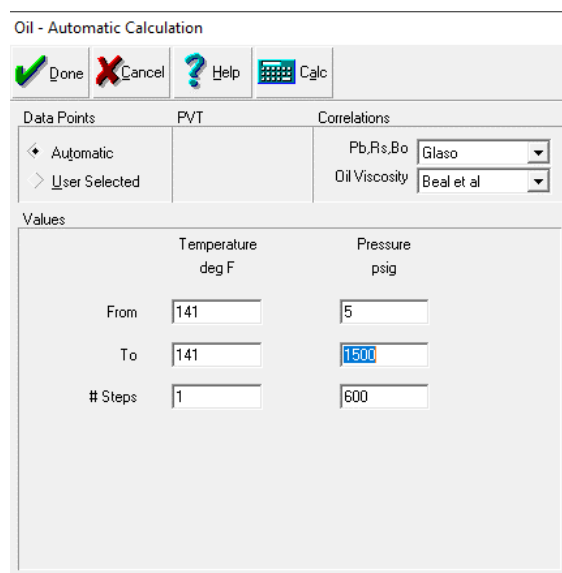 Oil - Automatic Calculation
Done Cancel Help Calc
Data Points PVT Correlations
Automatic
User Selected
Pb,Rs,Bo Glaso
Oil Viscosity Beal et al
Values
Temperature Pressure
deg F psig
From 141 5
To 141 1500
# Steps 1 600